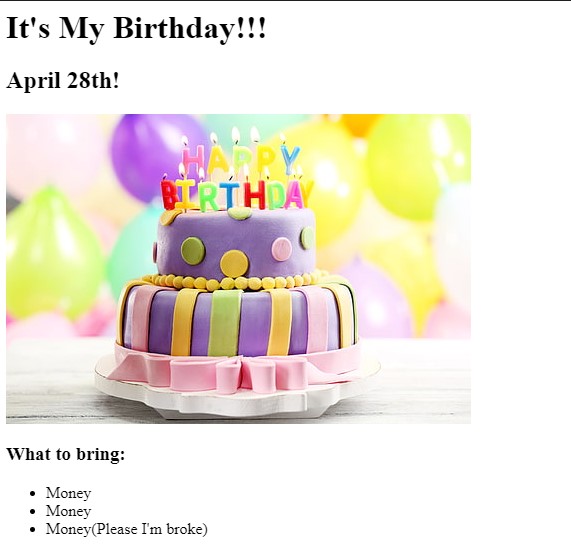 It's My Birthday!!!
April 28th!
HAPPY
BIRTHDAY
What to bring:
Money
Money
Money(Please I'm broke)